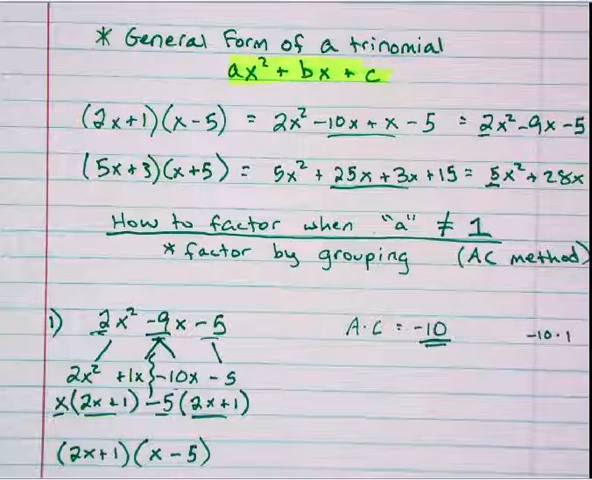 * General Form of a trinomial
ax² + bx + c
(2x+1)(x-5) = 2x² -10x + x - 5 = 2x² -9x -5
(5x+3)(x+5) = 5x² + 25x + 3x + 15 = 5x² + 28x
How to factor when "a" ≠ 1
* factor by grouping (AC method)
1) 2x² - 9x - 5 A·C = -10 -10·1
2x² + 1x } -10x - 5
x(2x+1) -5(2x+1)
(2x+1)(x-5)